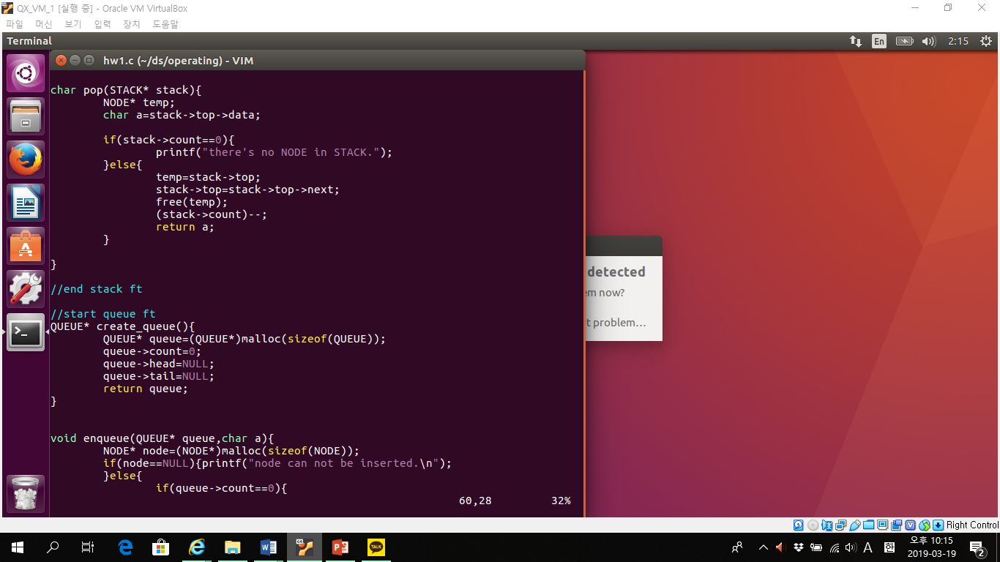 QX_VM_1 [실행 중] - Oracle VM VirtualBox
파일 머신 보기 입력 장치 도움말
Terminal
En
2:15
hw1.c (~/ds/operating) - VIM
char pop(STACK* stack){
        NODE* temp;
        char a=stack->top->data;
        if(stack->count==0){
                printf("there's no NODE in STACK.");
        }else{
                temp=stack->top;
                stack->top=stack->top->next;
                free(temp);
                (stack->count)--;
                return a;
        }
}
//end stack ft
//start queue ft
QUEUE* create_queue(){
        QUEUE* queue=(QUEUE*)malloc(sizeof(QUEUE));
        queue->count=0;
        queue->head=NULL;
        queue->tail=NULL;
        return queue;
}
void enqueue(QUEUE* queue,char a){
        NODE* node=(NODE*)malloc(sizeof(NODE));
        if(node==NULL){printf("node can not be inserted.\n");
        }else{
                if(queue->count==0){
60,28 32%
detected
em now?
t problem…
Right Control
TALK
A 한
오후 10:15
2019-03-19
2